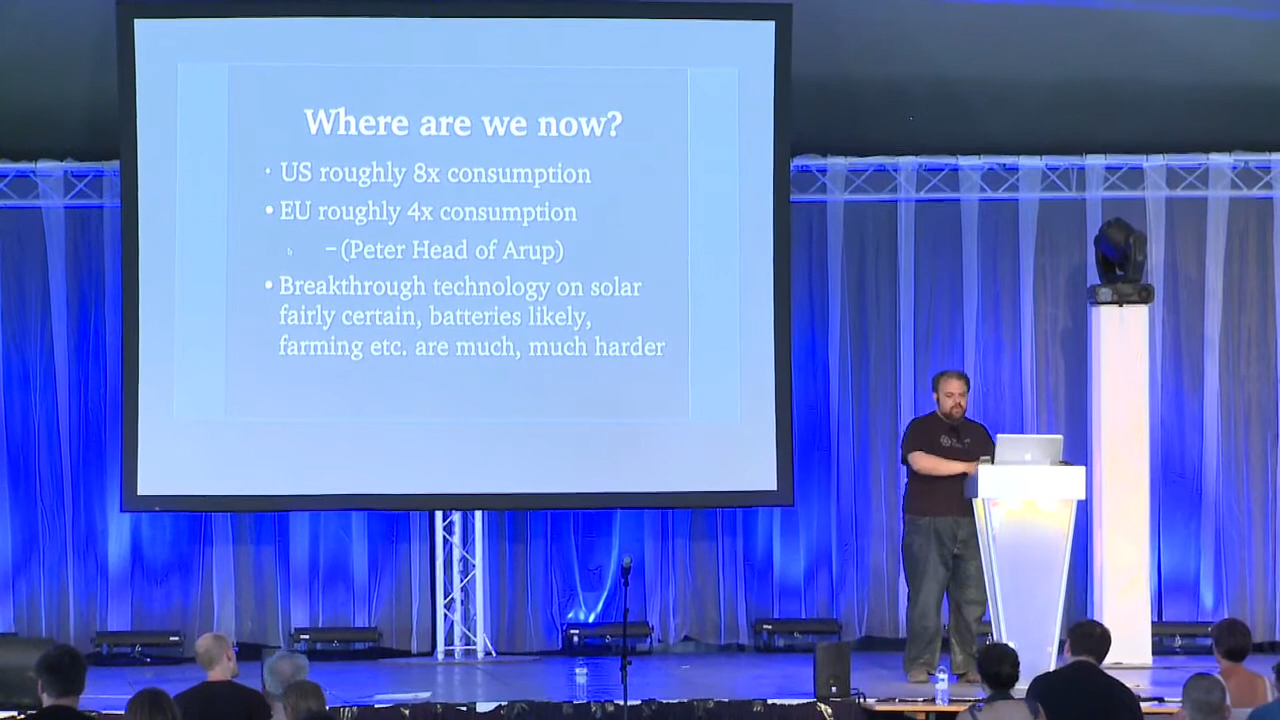 Where are we now?
• US roughly 8x consumption
• EU roughly 4x consumption
– (Peter Head of Arup)
• Breakthrough technology on solar
fairly certain, batteries likely,
farming etc. are much, much harder